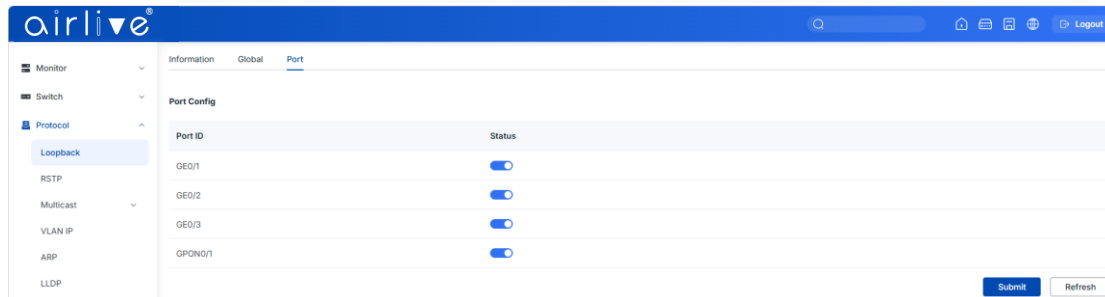 airlive®
Logout
Information Global Port
Monitor
Switch
Protocol
Loopback
RSTP
Multicast
VLAN IP
ARP
LLDP
Port Config
Port ID Status
GE0/1
GE0/2
GE0/3
GPON0/1
Submit Refresh